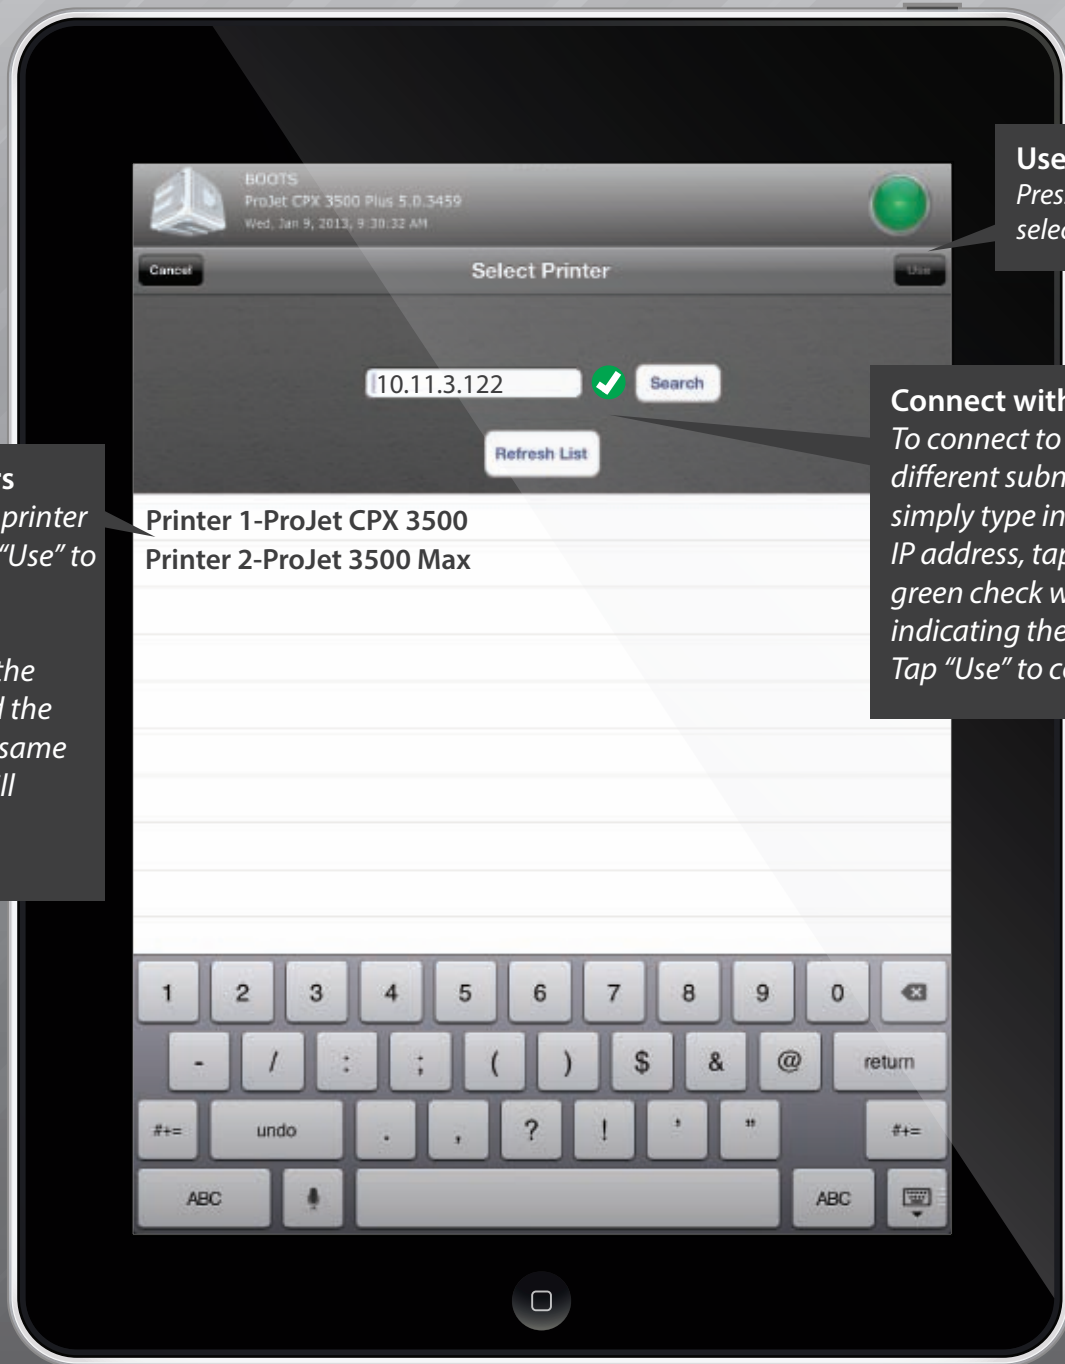 BOOTS
ProJet CPX 3500 Plus 5.0.3459
Wed, Jan 9, 2013, 9:30:32 AM
Cancel
Select Printer
Use
10.11.3.122
Search
Refresh List
Printer 1-ProJet CPX 3500
Printer 2-ProJet 3500 Max
Use
Pres
selec
Connect with
To connect to
different subn
simply type in
IP address, tap
green check w
indicating the
Tap “Use” to co
rs
printer
“Use” to
the
d the
same
ll
1 2 3 4 5 6 7 8 9 0
- / : ; ( ) $ & @ return
#+= undo . , ? ! ' " #+=
ABC ABC